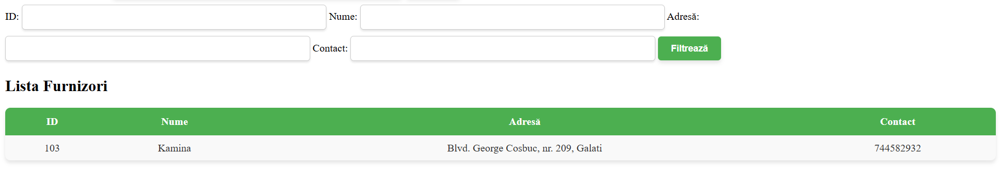 ID: Nume: Adresă:
Contact: Filtrează
Lista Furnizori
ID Nume Adresă Contact
103 Kamina Blvd. George Cosbuc, nr. 209, Galati 744582932